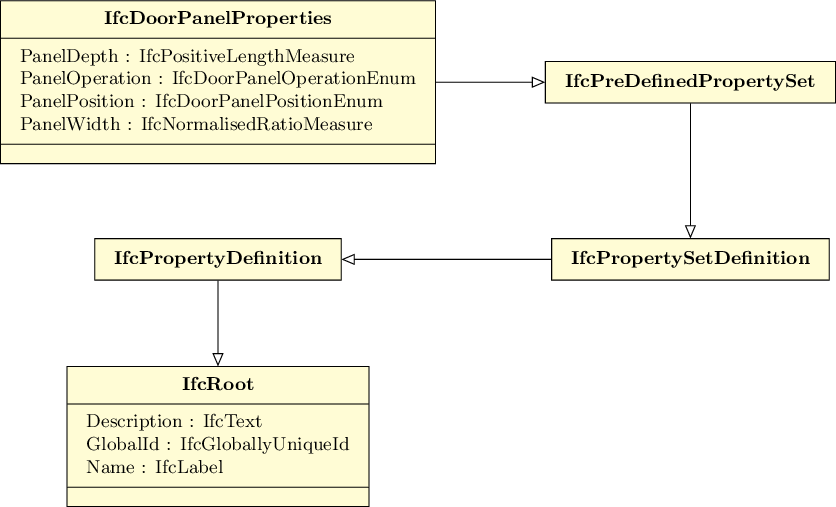 IfcDoorPanelProperties
PanelDepth : IfcPositiveLengthMeasure
PanelOperation : IfcDoorPanelOperationEnum
PanelPosition : IfcDoorPanelPositionEnum
PanelWidth : IfcNormalisedRatioMeasure
IfcPreDefinedPropertySet
IfcPropertyDefinition
IfcPropertySetDefinition
IfcRoot
Description : IfcText
GlobalId : IfcGloballyUniqueId
Name : IfcLabel